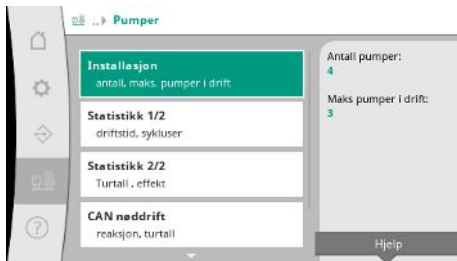 ..▶ Pumper
Installasjon
antall, maks. pumper i drift
Statistikk 1/2
driftstid, sykluser
Statistikk 2/2
Turtall , effekt
CAN nøddrift
reaksjon, turtall
Antall pumper:
4
Maks pumper i drift:
3
Hjelp